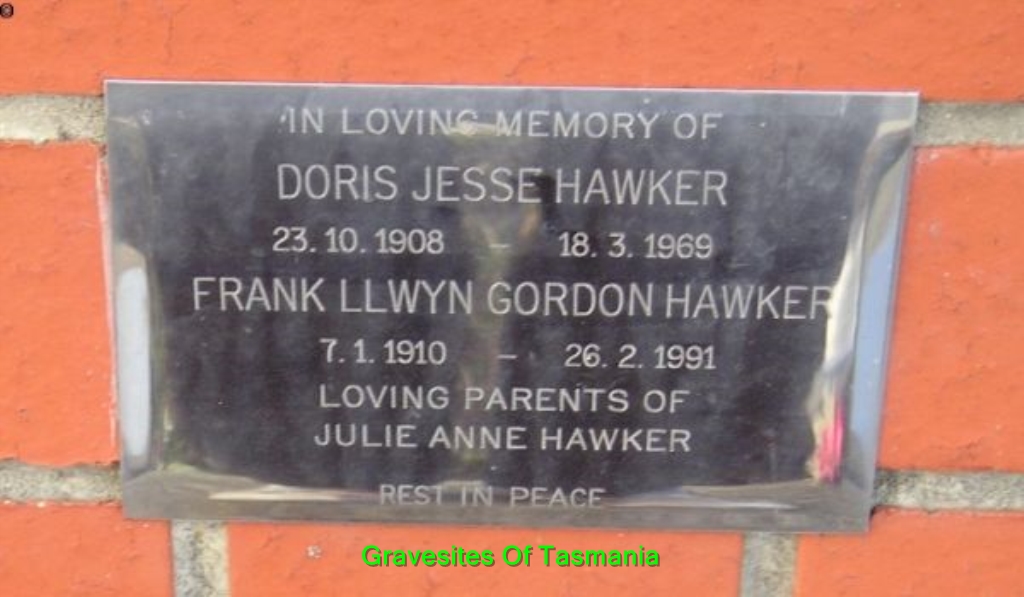 IN LOVING MEMORY OF
DORIS JESSE HAWKER
23.10.1908 – 18.3.1969
FRANK LLWYN GORDON HAWKER
7.1.1910 – 26.2.1991
LOVING PARENTS OF
JULIE ANNE HAWKER
REST IN PEACE
Gravesites Of Tasmania